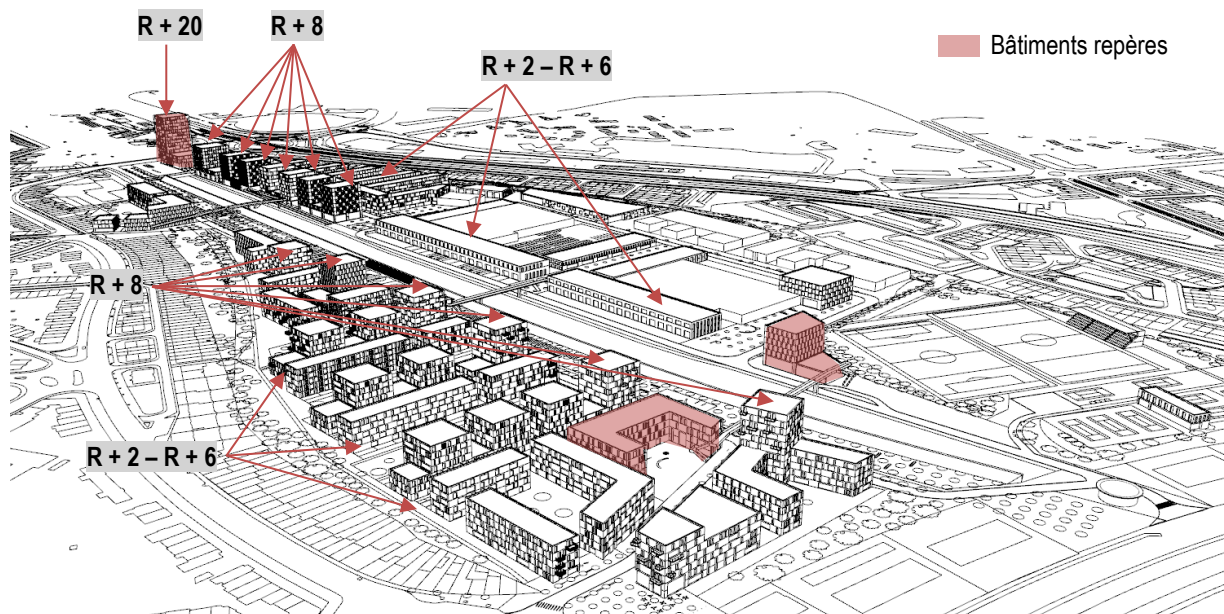 R + 20
R + 8
R + 2 – R + 6
Bâtiments repères
R + 8
R + 2 – R + 6